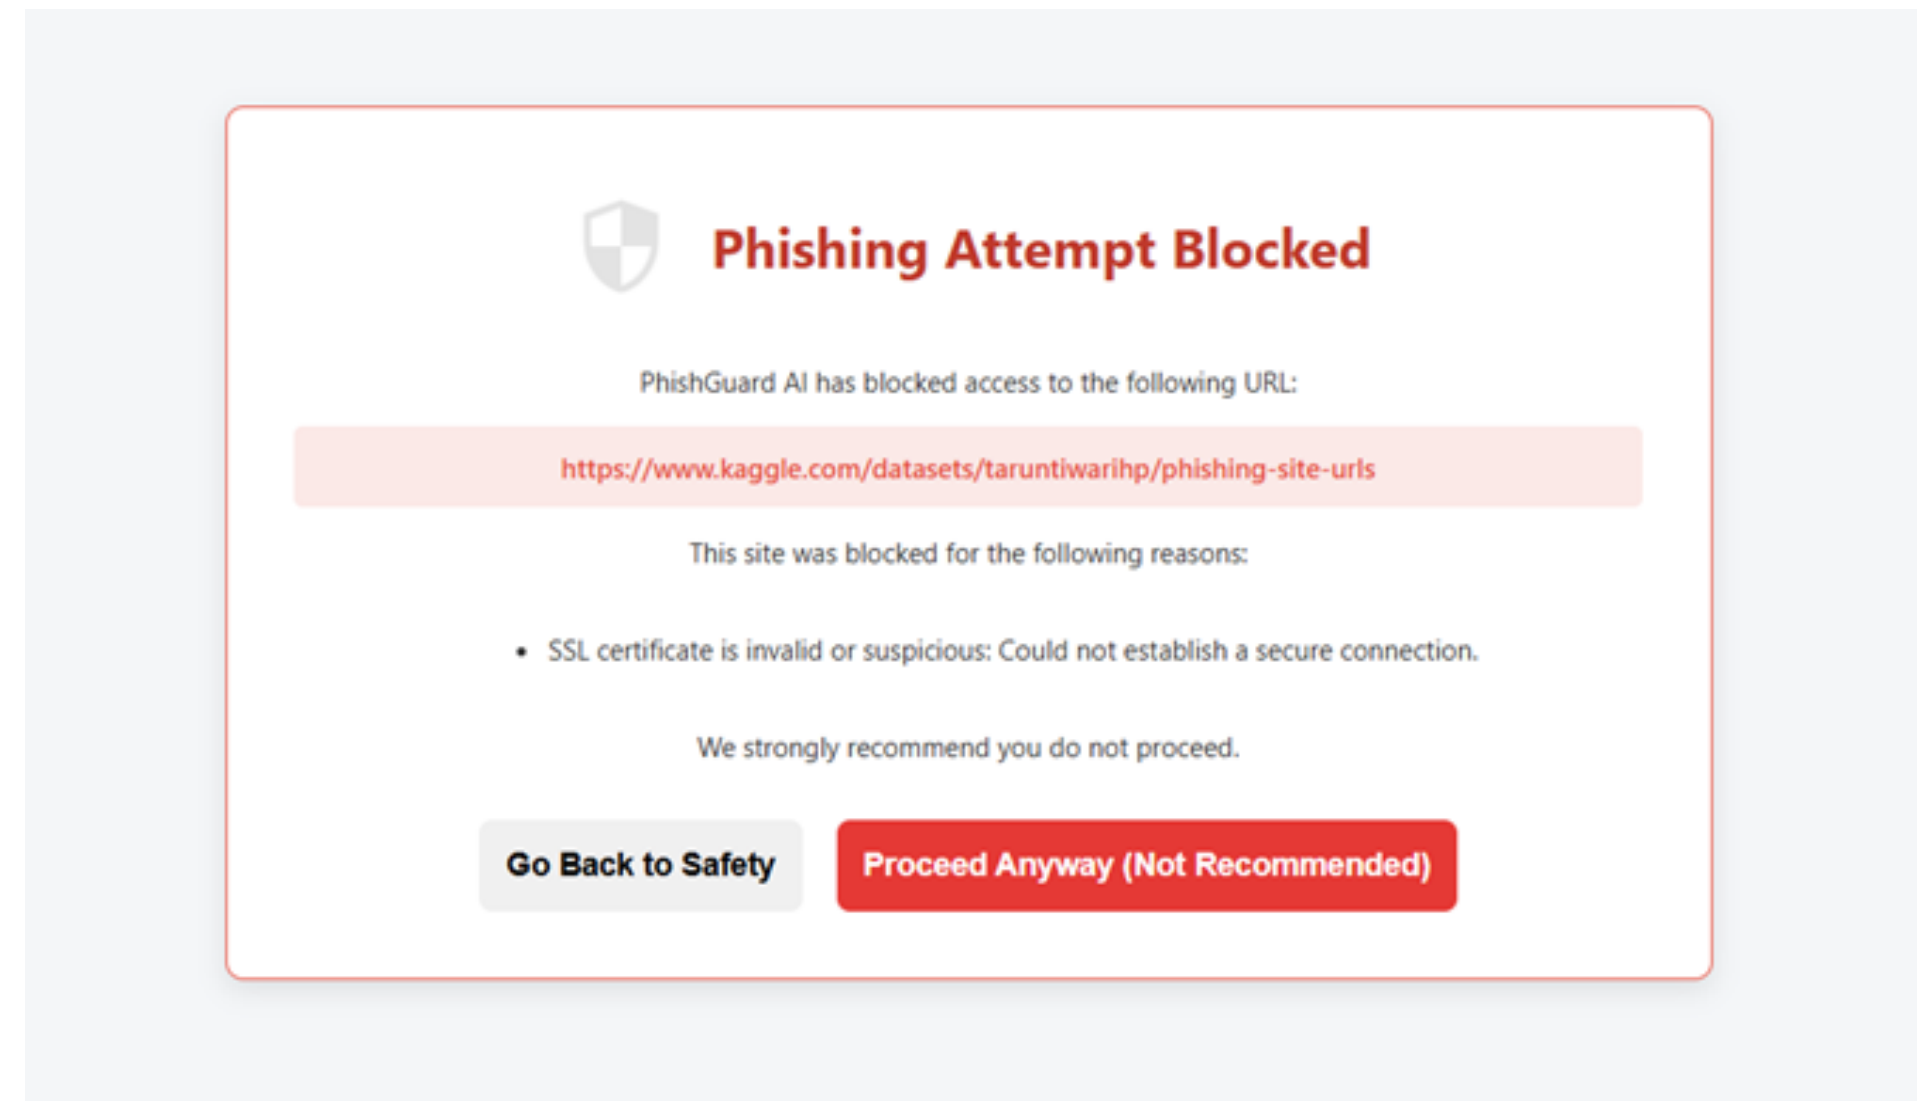 Phishing Attempt Blocked
PhishGuard AI has blocked access to the following URL:
https://www.kaggle.com/datasets/taruntiwarihp/phishing-site-urls
This site was blocked for the following reasons:
• SSL certificate is invalid or suspicious: Could not establish a secure connection.
We strongly recommend you do not proceed.
Go Back to Safety
Proceed Anyway (Not Recommended)